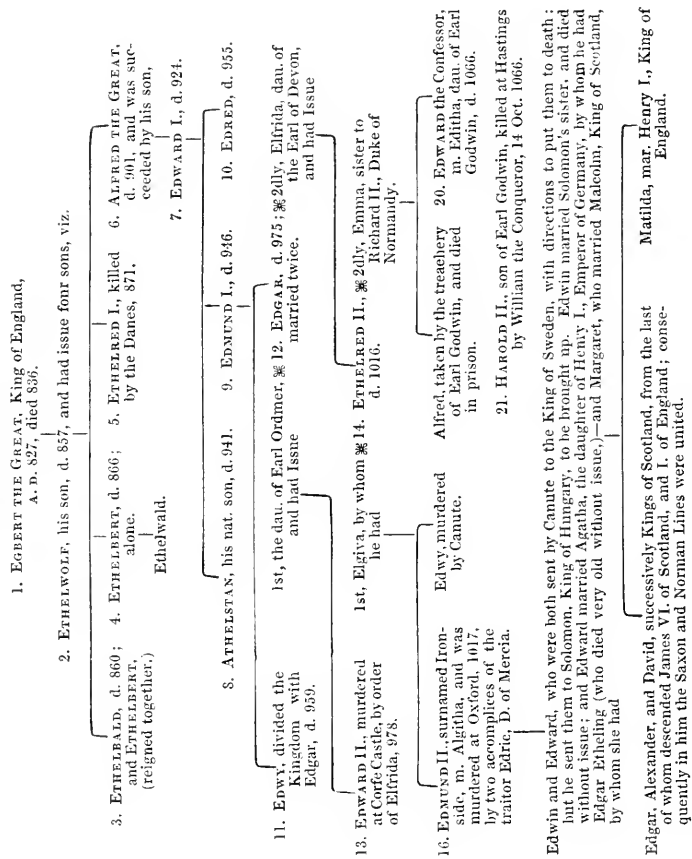 1. EGBERT THE GREAT, King of England,
A. D. 827, died 836.
2. ETHELWOLF, his son, d. 857, and had issue four sons, viz.
3. ETHELBALD, d. 860;
and ETHELBERT,
(reigned together.)
4. ETHELBERT, d. 866;
alone.
Ethelwald.
5. ETHELRED I., killed
by the Danes, 871.
6. ALFRED THE GREAT,
d. 901, and was suc-
ceeded by his son,
7. EDWARD I., d. 924.
8. ATHELSTAN, his nat. son, d. 941.
9. EDMUND I., d. 946.
10. EDRED, d. 955.
11. EDWY, divided the
Kingdom with
Edgar, d. 959.
1st, the dau. of Earl Ordmer, ⌘ 12. EDGAR, d. 975; ⌘ 2dly, Elfrida, dau. of
and had Issue married twice. the Earl of Devon,
and had Issue
13. EDWARD II., murdered
at Corfe Castle, by order
of Elfrida, 978.
1st, Elgiva, by whom ⌘ 14. ETHELRED II., ⌘ 2dly, Emma, sister to
he had d. 1016. Richard II., Duke of
Normandy.
16. EDMUND II., surnamed Iron-
side, m. Algitha, and was
murdered at Oxford, 1017,
by two accomplices of the
traitor Edric, D. of Mercia.
Edwy, murdered
by Canute.
Alfred, taken by the treachery
of Earl Godwin, and died
in prison.
20. EDWARD the Confessor,
m. Editha, dau. of Earl
Godwin, d. 1066.
21. HAROLD II., son of Earl Godwin, killed at Hastings
by William the Conqueror, 14 Oct. 1066.
Edwin and Edward, who were both sent by Canute to the King of Sweden, with directions to put them to death;
but he sent them to Solomon, King of Hungary, to be brought up. Edwin married Solomon's sister, and died
without issue; and Edward married Agatha, the daughter of Henry I., Emperor of Germany, by whom he had
Edgar Etheling (who died very old without issue,)—and Margaret, who married Malcolm, King of Scotland,
by whom she had
Edgar, Alexander, and David, successively Kings of Scotland, from the last
of whom descended James VI. of Scotland, and I. of England; conse-
quently in him the Saxon and Norman Lines were united.
Matilda, mar. Henry I., King of
England.